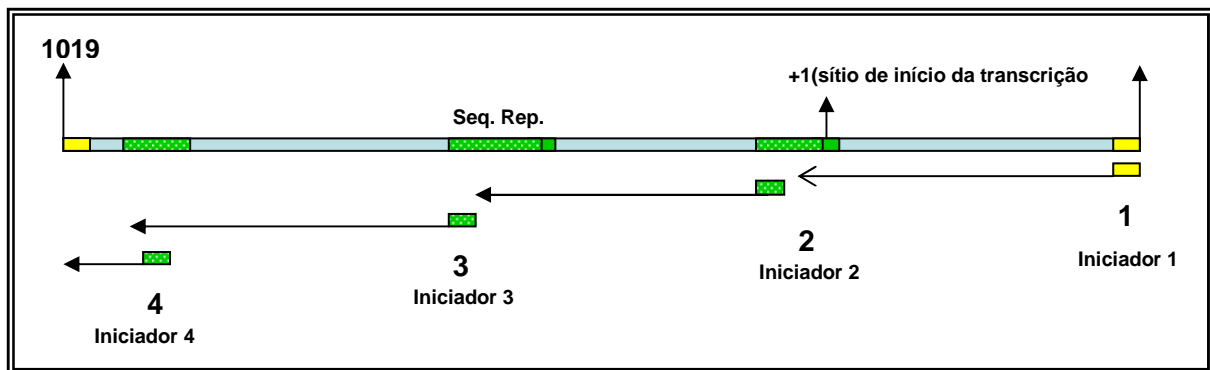 1019
+1(sítio de início da transcrição
Seq. Rep.
1
Iniciador 1
2
Iniciador 2
3
Iniciador 3
4
Iniciador 4